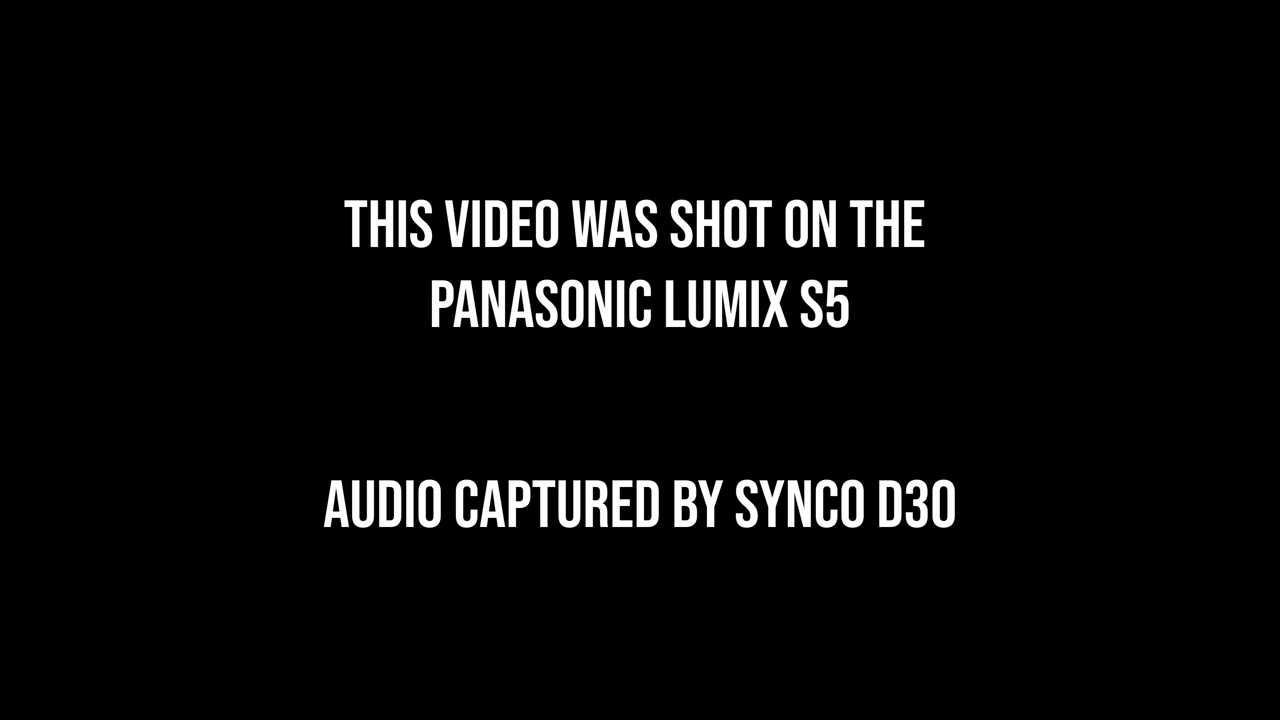 THIS VIDEO WAS SHOT ON THE
PANASONIC LUMIX S5
AUDIO CAPTURED BY SYNCO D30